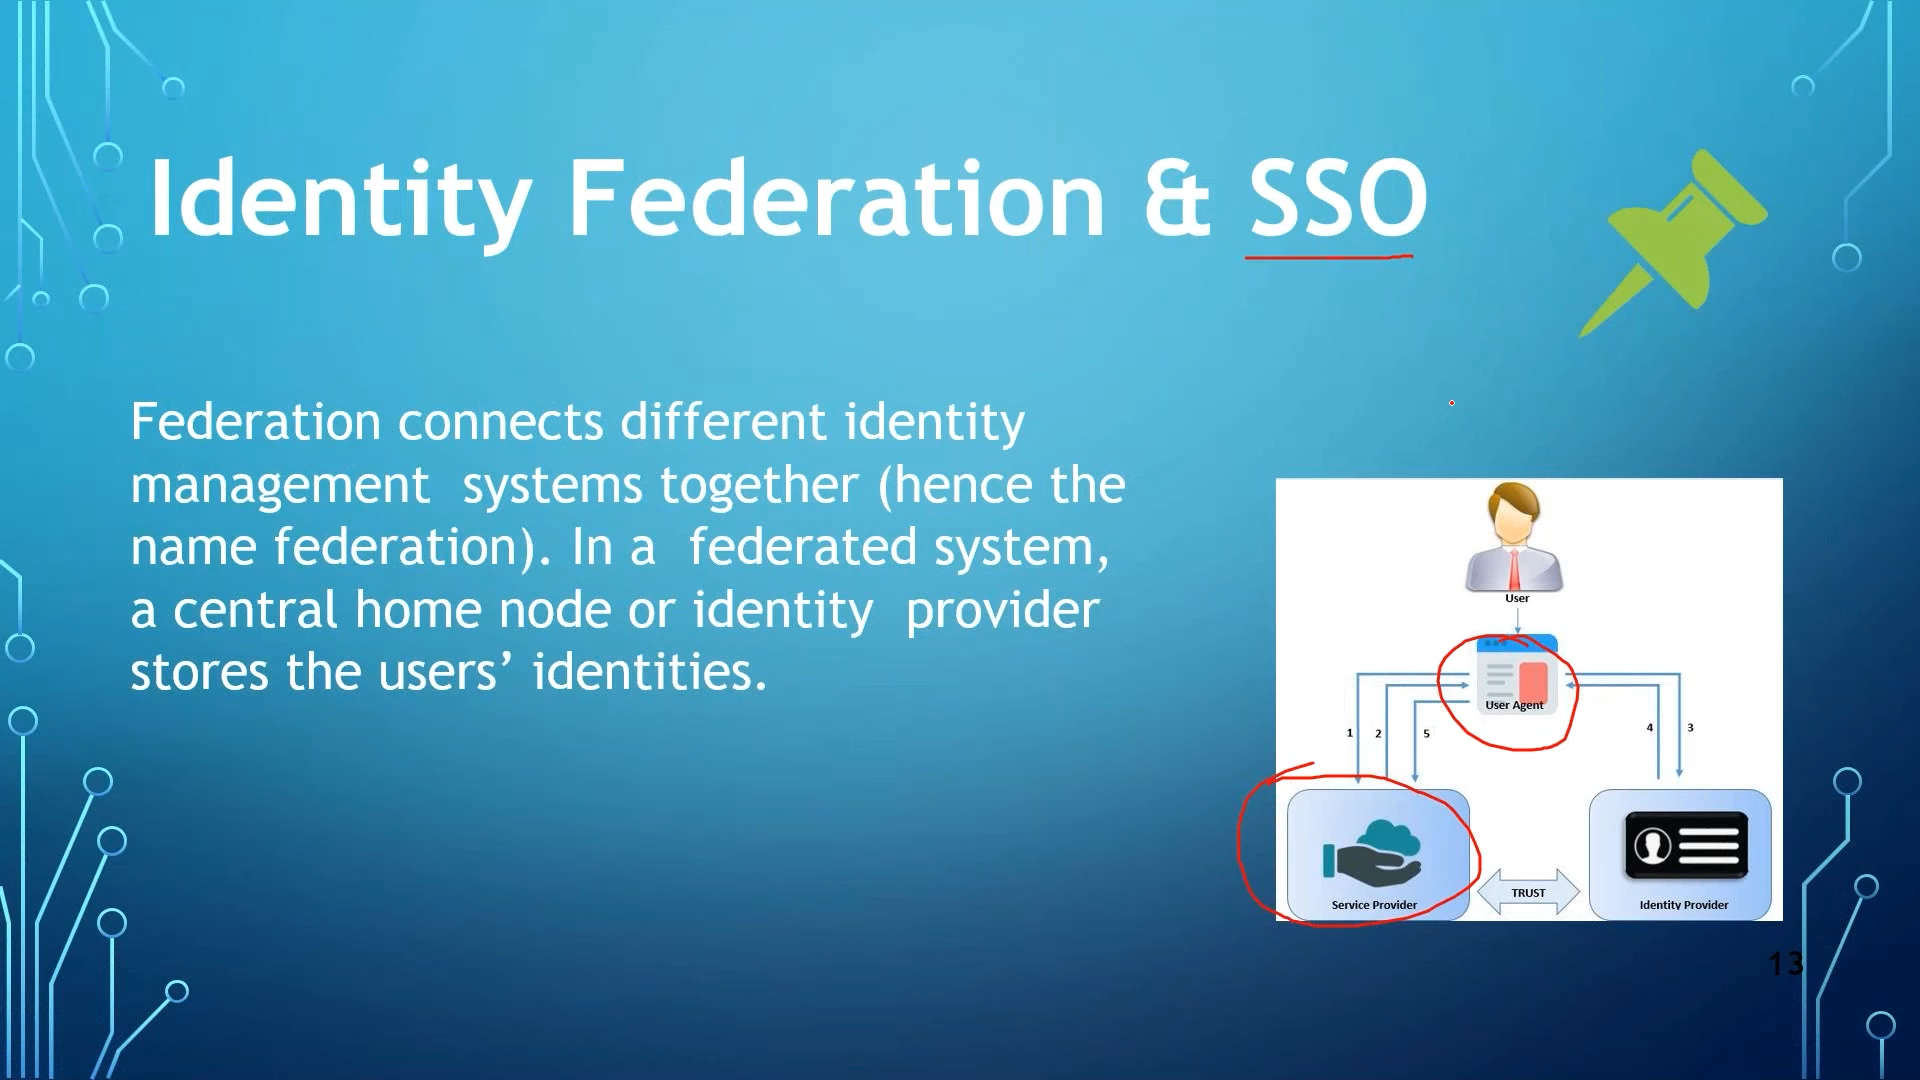 Identity Federation & SSO
Federation connects different identity
management systems together (hence the
name federation). In a federated system,
a central home node or identity provider
stores the users’ identities.
User
User Agent
1
2
5
4
3
Service Provider
TRUST
Identity Provider
13